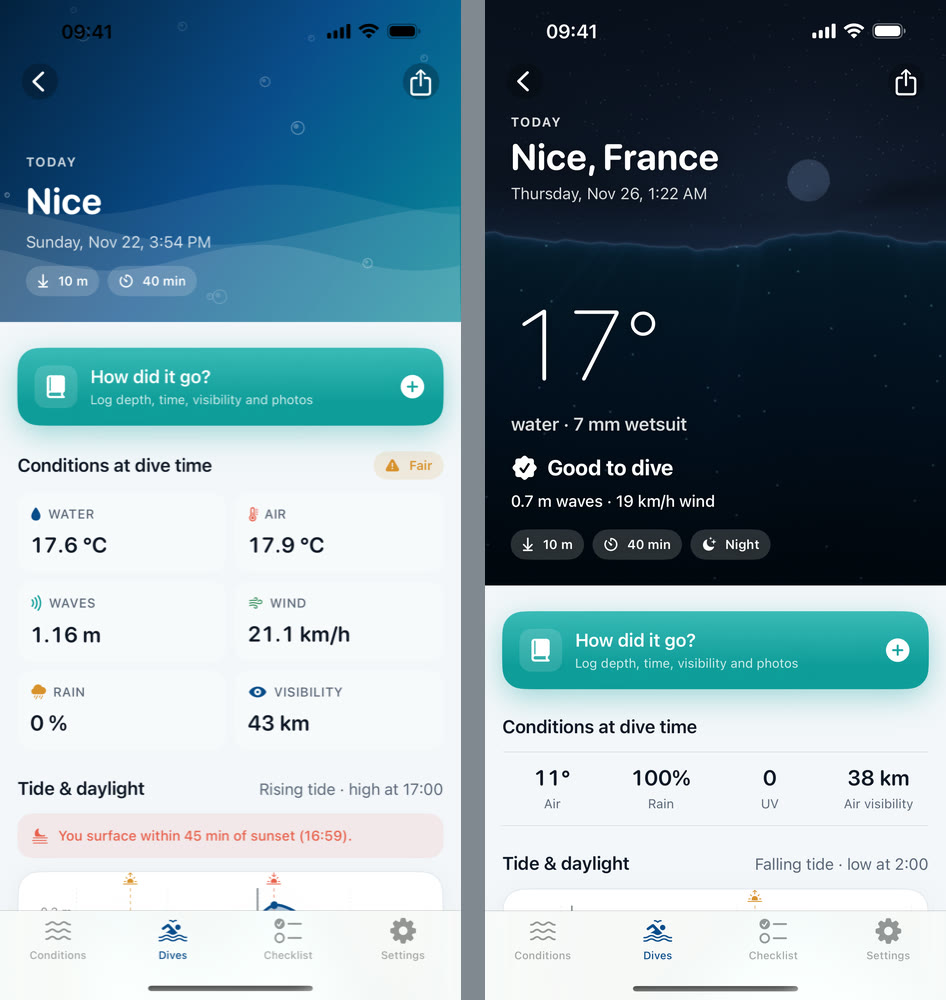 09:41
TODAY
Nice
Sunday, Nov 22, 3:54 PM
10 m
40 min
How did it go?
Log depth, time, visibility and photos
Conditions at dive time
Fair
WATER
17.6 °C
AIR
17.9 °C
WAVES
1.16 m
WIND
21.1 km/h
RAIN
0 %
VISIBILITY
43 km
Tide & daylight
Rising tide · high at 17:00
You surface within 45 min of sunset (16:59).
Conditions
Dives
Checklist
Settings
09:41
TODAY
Nice, France
Thursday, Nov 26, 1:22 AM
17°
water · 7 mm wetsuit
Good to dive
0.7 m waves · 19 km/h wind
10 m
40 min
Night
How did it go?
Log depth, time, visibility and photos
Conditions at dive time
11°
Air
100%
Rain
0
UV
38 km
Air visibility
Tide & daylight
Falling tide · low at 2:00
Conditions
Dives
Checklist
Settings